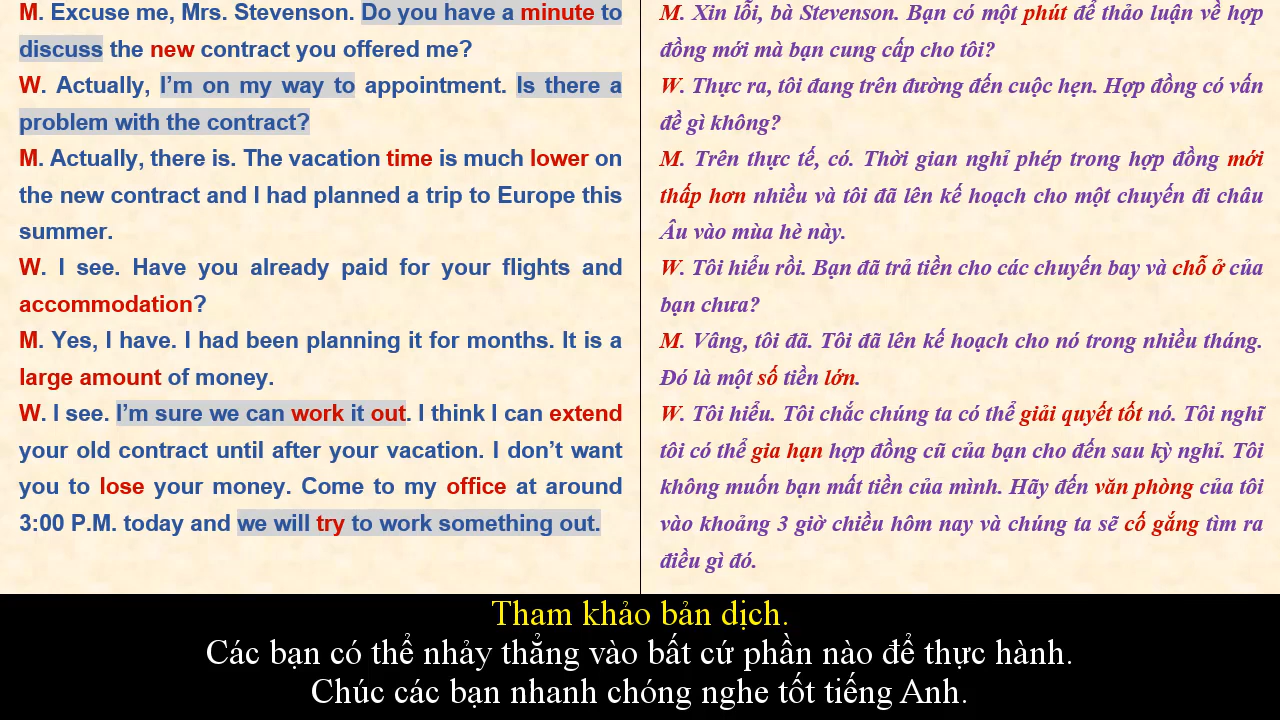 M. Excuse me, Mrs. Stevenson. Do you have a minute to
discuss the new contract you offered me?
W. Actually, I’m on my way to appointment. Is there a
problem with the contract?
M. Actually, there is. The vacation time is much lower on
the new contract and I had planned a trip to Europe this
summer.
W. I see. Have you already paid for your flights and
accommodation?
M. Yes, I have. I had been planning it for months. It is a
large amount of money.
W. I see. I’m sure we can work it out. I think I can extend
your old contract until after your vacation. I don’t want
you to lose your money. Come to my office at around
3:00 P.M. today and we will try to work something out.
M. Xin lỗi, bà Stevenson. Bạn có một phút để thảo luận về hợp
đồng mới mà bạn cung cấp cho tôi?
W. Thực ra, tôi đang trên đường đến cuộc hẹn. Hợp đồng có vấn
đề gì không?
M. Trên thực tế, có. Thời gian nghỉ phép trong hợp đồng mới
thấp hơn nhiều và tôi đã lên kế hoạch cho một chuyến đi châu
Âu vào mùa hè này.
W. Tôi hiểu rồi. Bạn đã trả tiền cho các chuyến bay và chỗ ở của
bạn chưa?
M. Vâng, tôi đã. Tôi đã lên kế hoạch cho nó trong nhiều tháng.
Đó là một số tiền lớn.
W. Tôi hiểu. Tôi chắc chúng ta có thể giải quyết tốt nó. Tôi nghĩ
tôi có thể gia hạn hợp đồng cũ của bạn cho đến sau kỳ nghỉ. Tôi
không muốn bạn mất tiền của mình. Hãy đến văn phòng của tôi
vào khoảng 3 giờ chiều hôm nay và chúng ta sẽ cố gắng tìm ra
điều gì đó.
Tham khảo bản dịch.
Các bạn có thể nhảy thẳng vào bất cứ phần nào để thực hành.
Chúc các bạn nhanh chóng nghe tốt tiếng Anh.